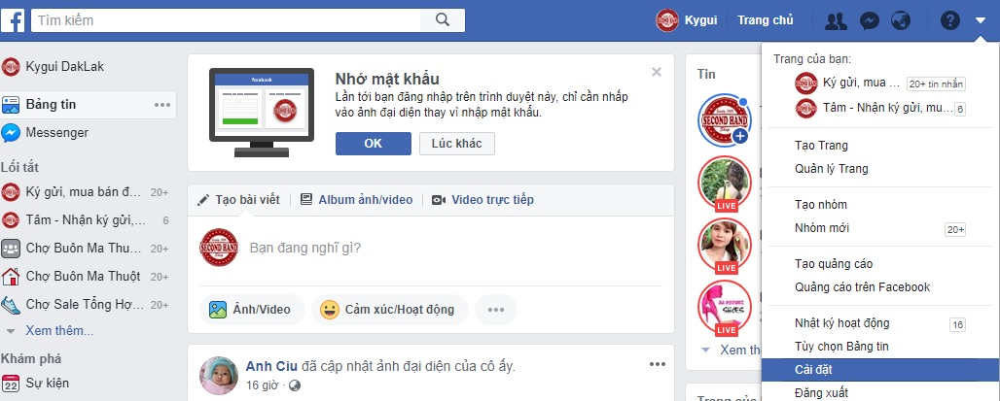 Tìm kiếm
Kygui
Trang chủ
Kygui DakLak
Bảng tin
Messenger
Lối tắt
Ký gửi, mua bán đ... 20+
Tâm - Nhận ký gửi,... 6
Chợ Buôn Ma Thu... 20+
Chợ Buôn Ma Thuột 20+
Chợ Sale Tổng Hợ... 20+
Xem thêm...
Khám phá
22 Sự kiện
facebook
Nhớ mật khẩu
Lần tới bạn đăng nhập trên trình duyệt này, chỉ cần nhấp
vào ảnh đại diện thay vì nhập mật khẩu.
OK
Lúc khác
Tạo bài viết
Album ảnh/video
Video trực tiếp
SECOND HAND
Bạn đang nghĩ gì?
Ảnh/Video
Cảm xúc/Hoạt động
Anh Ciu đã cập nhật ảnh đại diện của cô ấy.
16 giờ
Tin
SECOND HAND
LIVE
LIVE
SHOES
LIVE
Xem thêm
Trang của bạn:
Ký gửi, mua ... 20+ tin nhắn
Tâm - Nhận ký gửi, mu... 6
Tạo Trang
Quản lý Trang
Tạo nhóm
Nhóm mới 20+
Tạo quảng cáo
Quảng cáo trên Facebook
Nhật ký hoạt động 16
Tùy chọn Bảng tin
Cài đặt
Đăng xuất